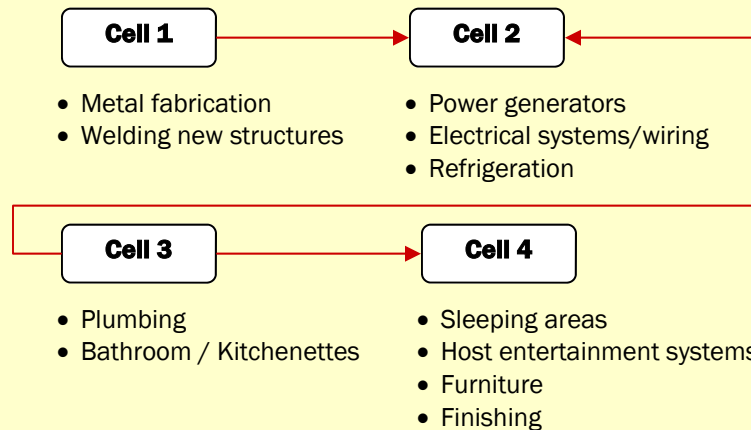 Cell 1
Cell 2
• Metal fabrication
• Welding new structures
• Power generators
• Electrical systems/wiring
• Refrigeration
Cell 3
Cell 4
• Plumbing
• Bathroom / Kitchenettes
• Sleeping areas
• Host entertainment systems
• Furniture
• Finishing